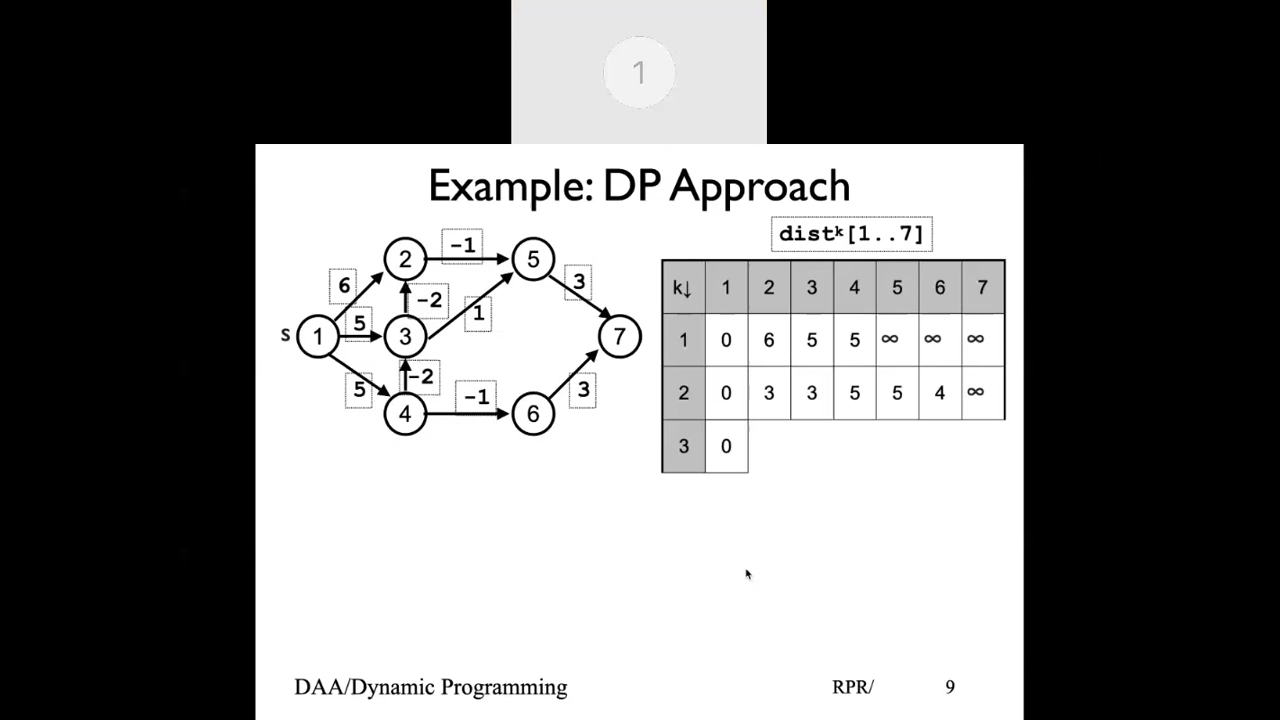 1
Example: DP Approach
distᵏ[1..7]
-1
2
5
6
3
-2
5
1
S
1
3
7
-2
5
-1
3
4
6
k↓ 1 2 3 4 5 6 7
1 0 6 5 5 ∞ ∞ ∞
2 0 3 3 5 5 4 ∞
3 0
DAA/Dynamic Programming
RPR/
9